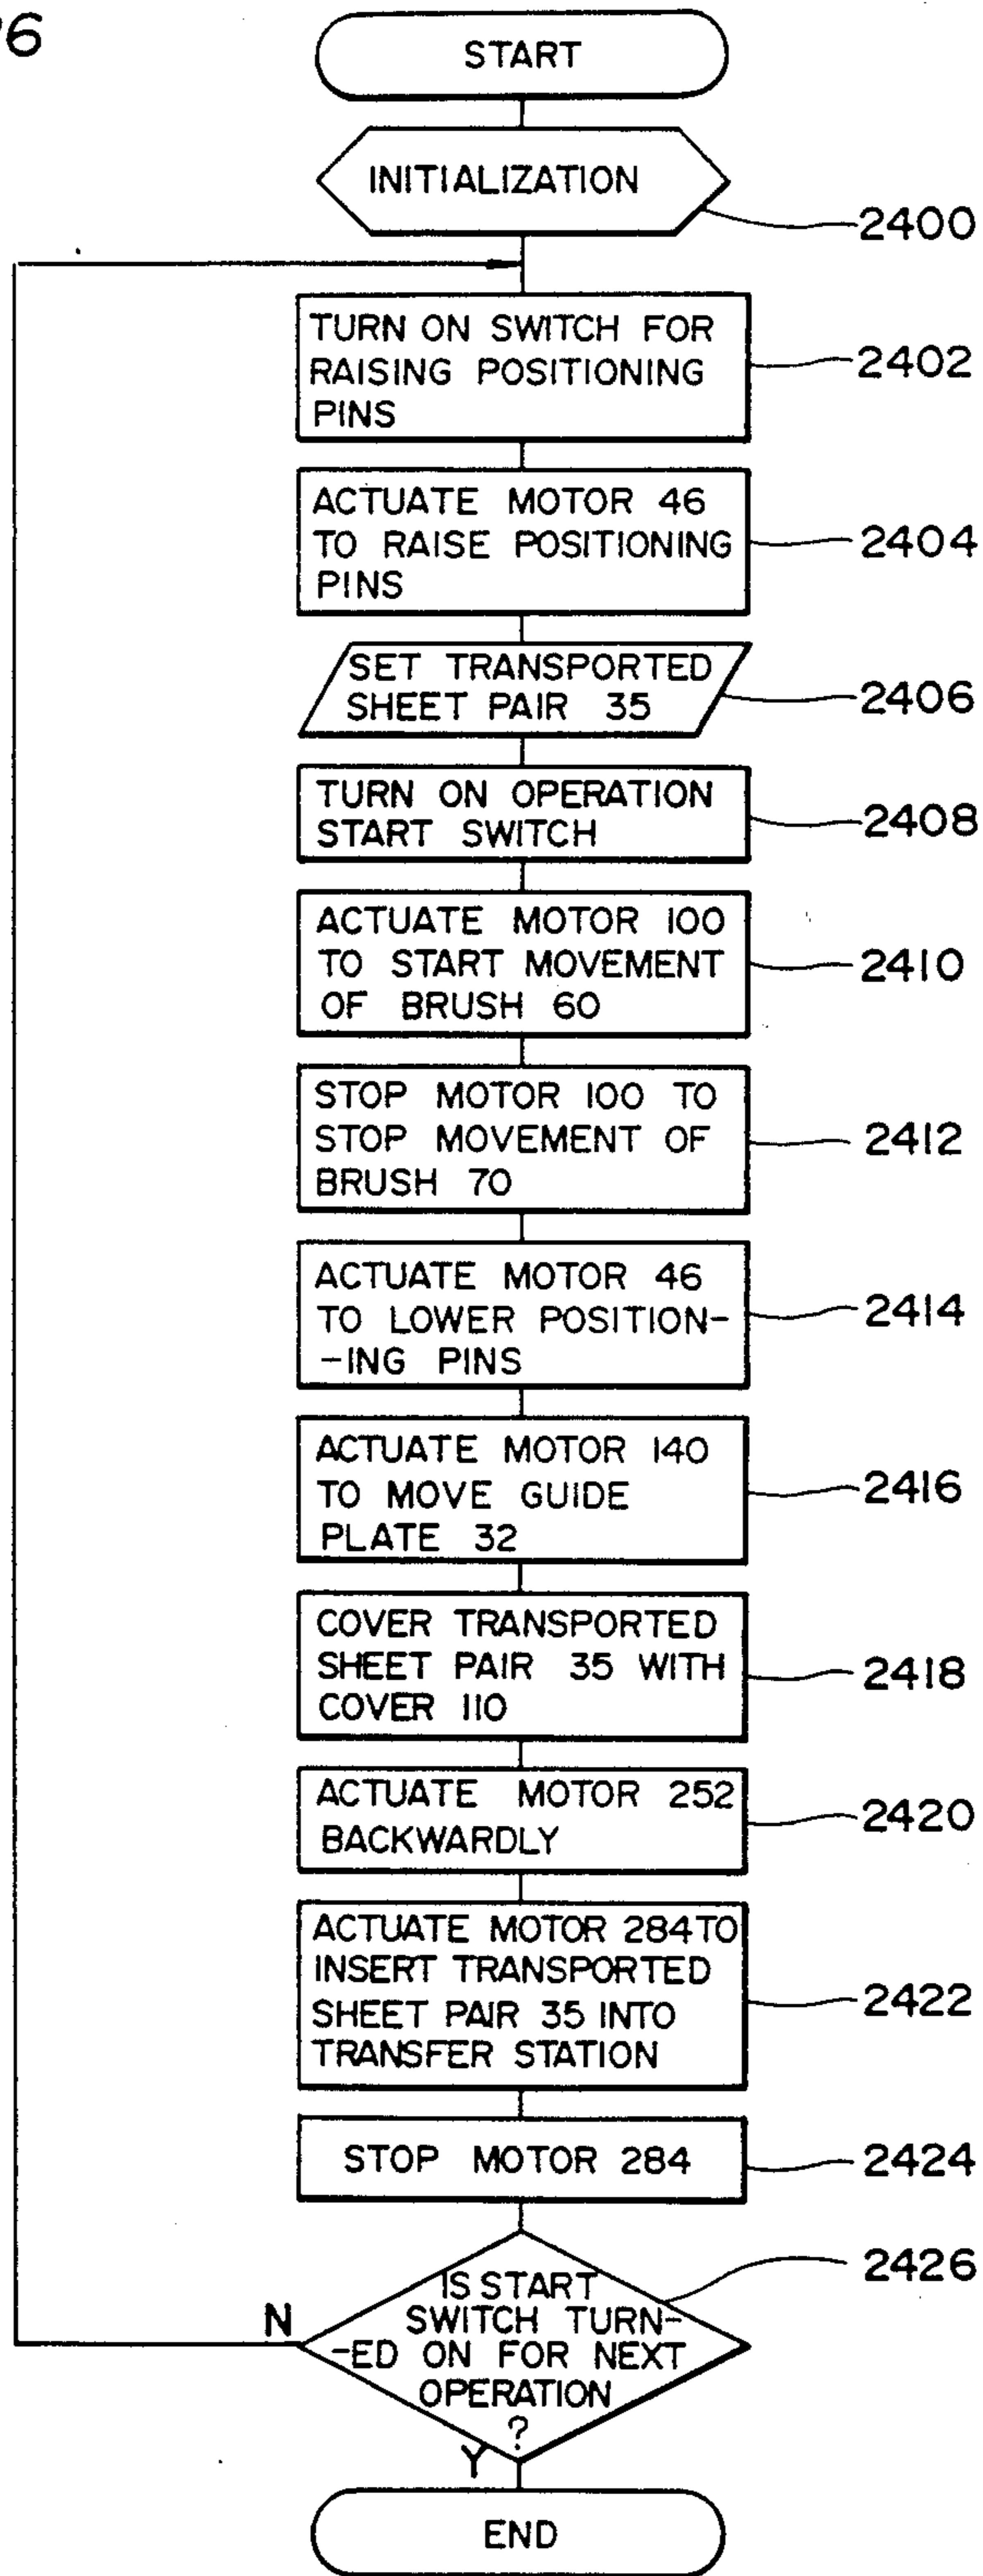 26
START
INITIALIZATION
2400
TURN ON SWITCH FOR
RAISING POSITIONING
PINS
2402
ACTUATE MOTOR 46
TO RAISE POSITIONING
PINS
2404
SET TRANSPORTED
SHEET PAIR 35
2406
TURN ON OPERATION
START SWITCH
2408
ACTUATE MOTOR 100
TO START MOVEMENT
OF BRUSH 60
2410
STOP MOTOR 100 TO
STOP MOVEMENT OF
BRUSH 70
2412
ACTUATE MOTOR 46
TO LOWER POSITION-
-ING PINS
2414
ACTUATE MOTOR 140
TO MOVE GUIDE
PLATE 32
2416
COVER TRANSPORTED
SHEET PAIR 35 WITH
COVER 110
2418
ACTUATE MOTOR 252
BACKWARDLY
2420
ACTUATE MOTOR 284 TO
INSERT TRANSPORTED
SHEET PAIR 35 INTO
TRANSFER STATION
2422
STOP MOTOR 284
2424
IS START
SWITCH TURN-
-ED ON FOR NEXT
OPERATION
?
2426
N
Y
END